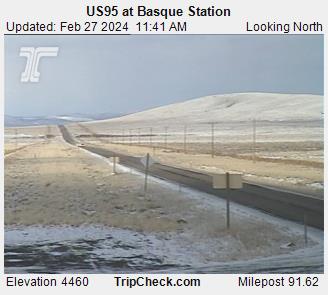 US95 at Basque Station
Updated: Feb 27 2024 11:41 AM Looking North
Elevation 4460 TripCheck.com Milepost 91.62